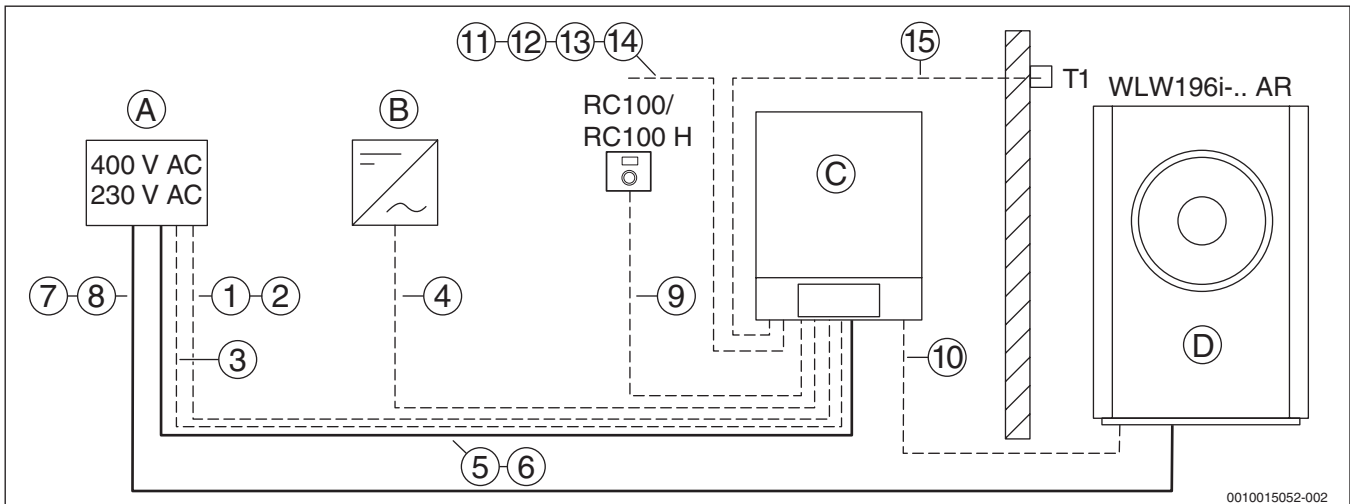 11 12 13 14
15
T1
WLW196i-.. AR
A
B
RC100/
RC100 H
400 V AC
230 V AC
C
7 8
1 2
4
9
3
10
D
5 6
0010015052-002